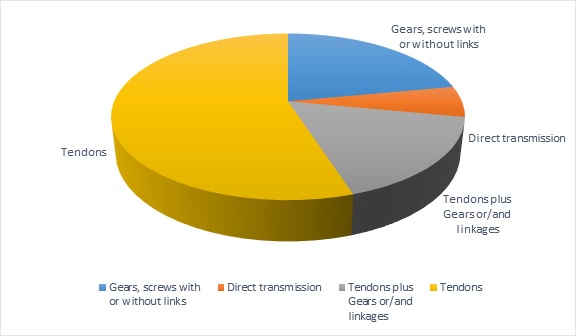 Gears, screws with
or without links
Direct transmission
Tendons
Tendons plus
Gears or/and
linkages
Gears, screws with
or without links
Direct transmission
Tendons plus
Gears or/and
linkages
Tendons